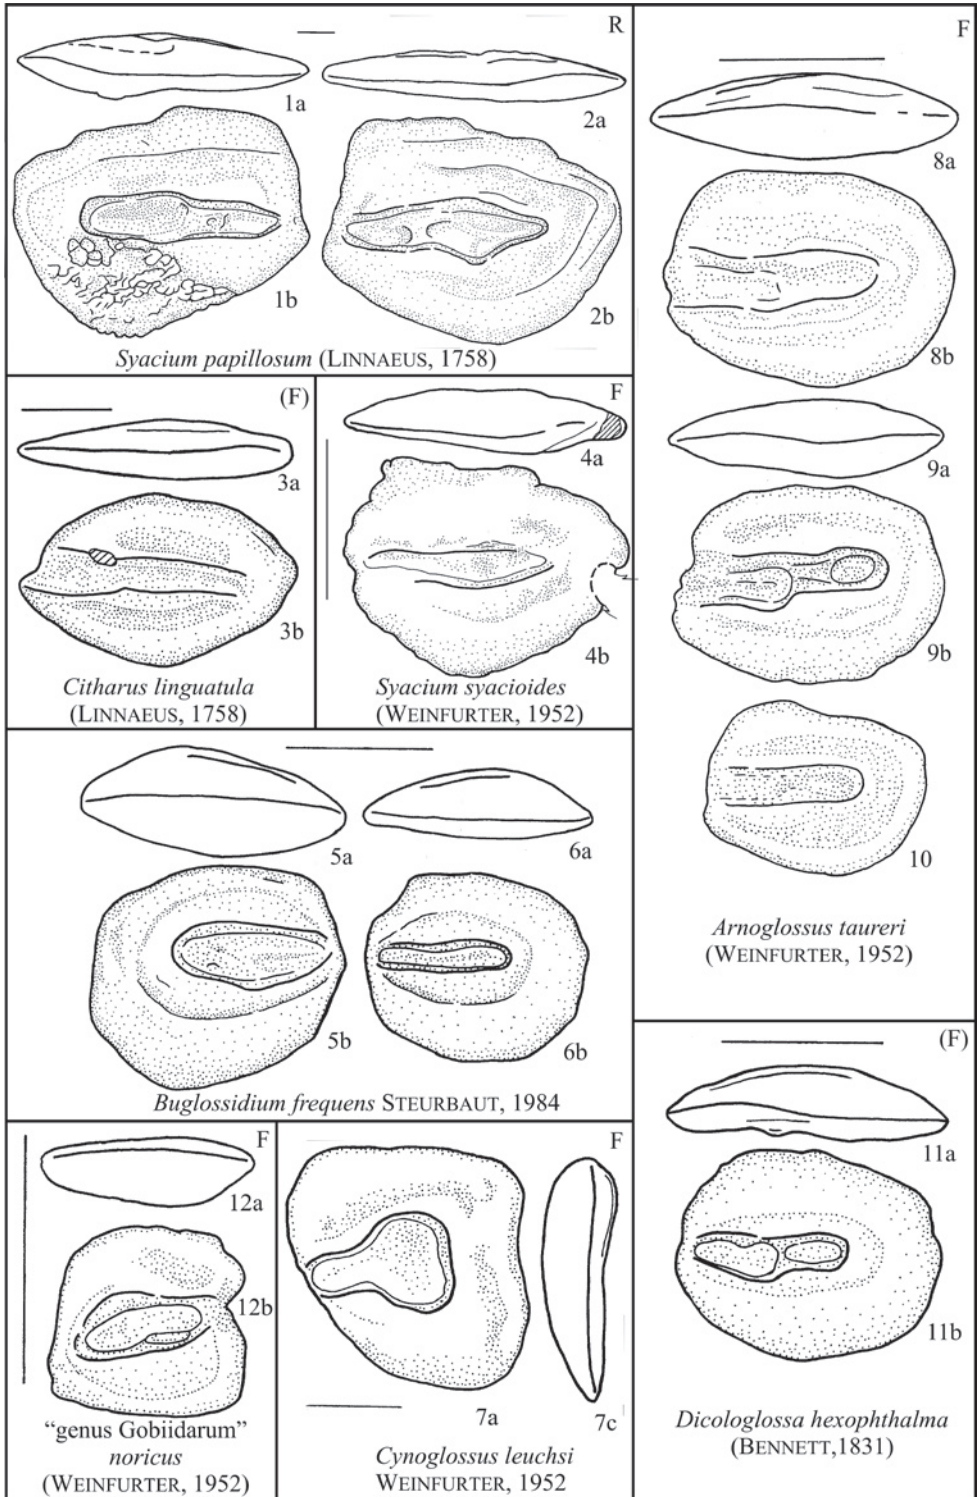 R
1a
2a
1b
2b
Syacium papillosum (LINNAEUS, 1758)
(F)
3a
3b
Citharus linguatula
(LINNAEUS, 1758)
F
4a
4b
Syacium syacioides
(WEINFURTER, 1952)
5a
6a
5b
6b
Buglossidium frequens STEURBAUT, 1984
F
12a
12b
“genus Gobiidarum”
noricus
(WEINFURTER, 1952)
F
7a
7c
Cynoglossus leuchsi
WEINFURTER, 1952
F
8a
8b
9a
9b
10
Arnoglossus taureri
(WEINFURTER, 1952)
(F)
11a
11b
Dicologlossa hexophthalma
(BENNETT,1831)